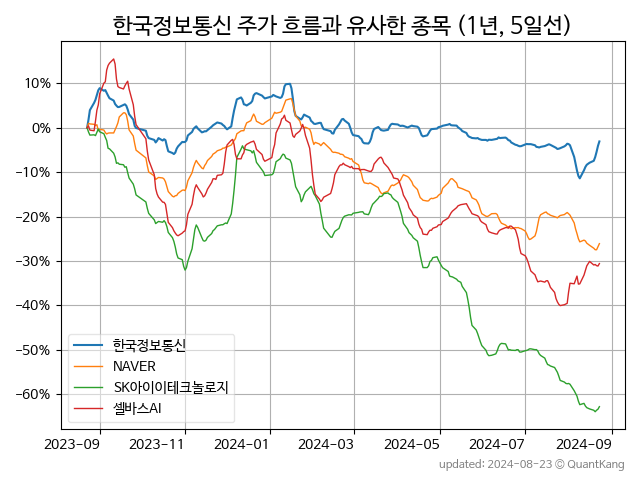 한국정보통신 주가 흐름과 유사한 종목 (1년, 5일선)
10%
0%
−10%
−20%
−30%
−40%
−50%
−60%
한국정보통신
NAVER
SK아이이테크놀로지
셀바스AI
2023-09 2023-11 2024-01 2024-03 2024-05 2024-07 2024-09
updated: 2024-08-23 © QuantKang